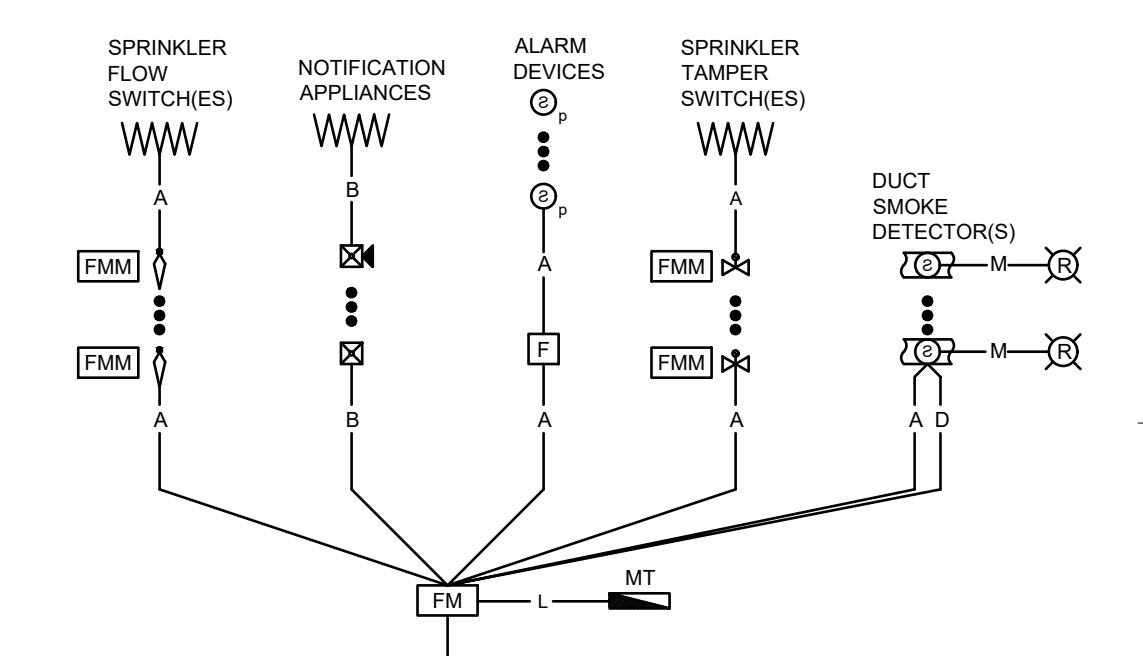 SPRINKLER
FLOW
SWITCH(ES)
NOTIFICATION
APPLIANCES
ALARM
DEVICES
SPRINKLER
TAMPER
SWITCH(ES)
DUCT
SMOKE
DETECTOR(S)
S
p
S
p
A
B
A
A
FMM
FMM
S
M
R
A
F
FMM
FMM
S
M
R
A
B
A
A
A
D
MT
FM
L